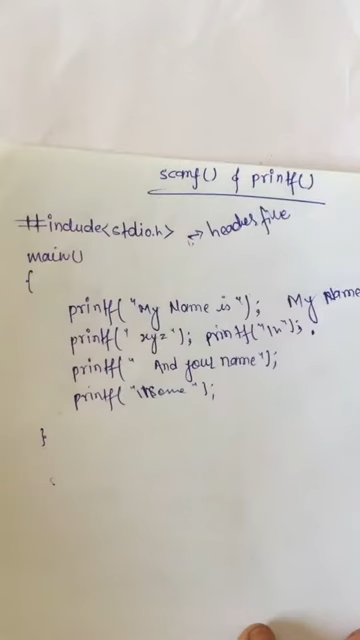 scanf() & printf()
#include<stdio.h> → header file
main()
{
printf("My Name is"); My Name
printf(" xyz"); printf("\n");
printf(" And your name");
printf("
}